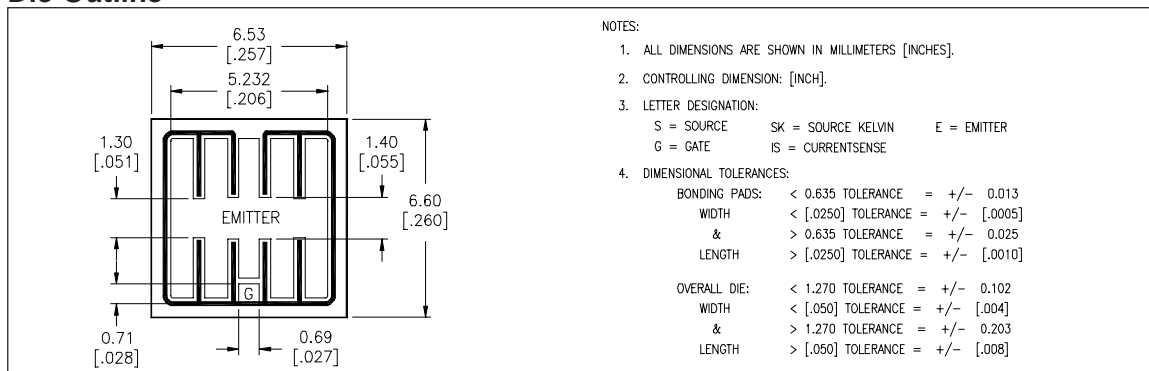 6.53
[.257]
5.232
[.206]
1.30
[.051]
1.40
[.055]
6.60
[.260]
EMITTER
G
0.71
[.028]
0.69
[.027]
NOTES:
1. ALL DIMENSIONS ARE SHOWN IN MILLIMETERS [INCHES].
2. CONTROLLING DIMENSION: [INCH].
3. LETTER DESIGNATION:
S = SOURCE SK = SOURCE KELVIN E = EMITTER
G = GATE IS = CURRENTSENSE
4. DIMENSIONAL TOLERANCES:
BONDING PADS: < 0.635 TOLERANCE = +/- 0.013
WIDTH < [.0250] TOLERANCE = +/- [.0005]
& > 0.635 TOLERANCE = +/- 0.025
LENGTH > [.0250] TOLERANCE = +/- [.0010]
OVERALL DIE: < 1.270 TOLERANCE = +/- 0.102
WIDTH < [.050] TOLERANCE = +/- [.004]
& > 1.270 TOLERANCE = +/- 0.203
LENGTH > [.050] TOLERANCE = +/- [.008]